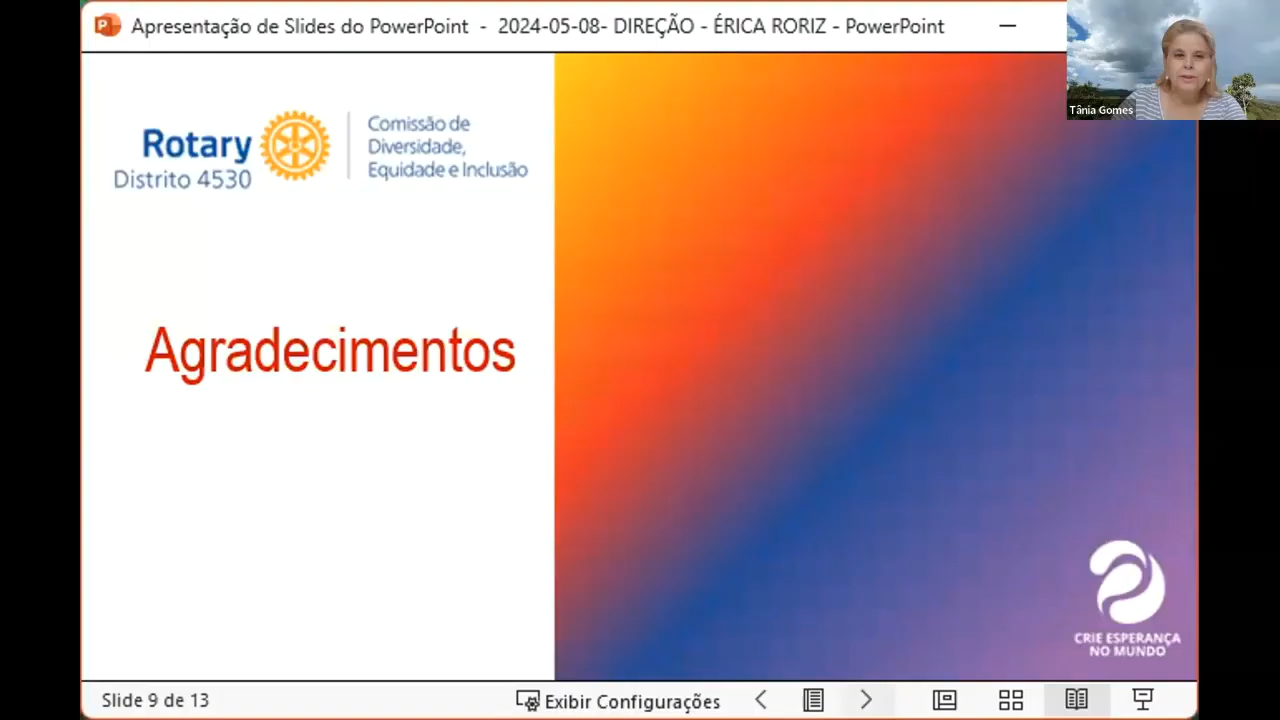 Apresentação de Slides do PowerPoint - 2024-05-08- DIREÇÃO - ÉRICA RORIZ - PowerPoint
Tânia Gomes
Rotary
Distrito 4530
Comissão de
Diversidade,
Equidade e Inclusão
Agradecimentos
CRIE ESPERANÇA
NO MUNDO
Slide 9 de 13
Exibir Configurações